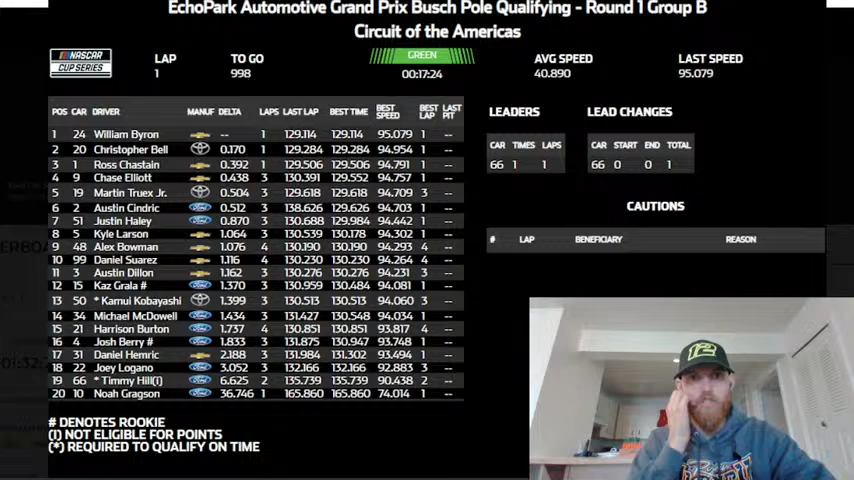 EchoPark Automotive Grand Prix Busch Pole Qualifying - Round 1 Group B
Circuit of the Americas
NASCAR CUP SERIES
LAP TO GO GREEN AVG SPEED LAST SPEED
1 998 00:17:24 40.890 95.079
POS CAR DRIVER MANUF DELTA LAPS LAST LAP BEST TIME BEST SPEED BEST LAP LAST PIT
1 24 William Byron -- 1 129.114 129.114 95.079 1 --
2 20 Christopher Bell 0.170 1 129.284 129.284 94.954 1 --
3 1 Ross Chastain 0.392 1 129.506 129.506 94.791 1 --
4 9 Chase Elliott 0.438 3 130.391 129.552 94.757 1 --
5 19 Martin Truex Jr. 0.504 3 129.618 129.618 94.709 3 --
6 2 Austin Cindric 0.512 3 138.626 129.626 94.703 1 --
7 51 Justin Haley 0.870 3 130.688 129.984 94.442 1 --
8 5 Kyle Larson 1.064 3 130.539 130.178 94.302 1 --
9 48 Alex Bowman 1.076 4 130.190 130.190 94.293 4 --
10 99 Daniel Suarez 1.116 4 130.230 130.230 94.264 4 --
11 3 Austin Dillon 1.162 3 130.276 130.276 94.231 3 --
12 15 Kaz Grala # 1.370 3 130.959 130.484 94.081 1 --
13 50 * Kamui Kobayashi 1.399 3 130.513 130.513 94.060 3 --
14 34 Michael McDowell 1.434 3 131.427 130.548 94.034 1 --
15 21 Harrison Burton 1.737 4 130.851 130.851 93.817 4 --
16 4 Josh Berry # 1.833 3 131.875 130.947 93.748 1 --
17 31 Daniel Hemric 2.188 3 131.984 131.302 93.494 1 --
18 22 Joey Logano 3.052 3 132.166 132.166 92.883 3 --
19 66 * Timmy Hill(i) 6.625 2 135.739 135.739 90.438 2 --
20 10 Noah Gragson 36.746 1 165.860 165.860 74.014 1 --
# DENOTES ROOKIE
(i) NOT ELIGIBLE FOR POINTS
(*) REQUIRED TO QUALIFY ON TIME
LEADERS LEAD CHANGES
CAR TIMES LAPS CAR START END TOTAL
66 1 1 66 0 0 1
CAUTIONS
# LAP BENEFICIARY REASON
12